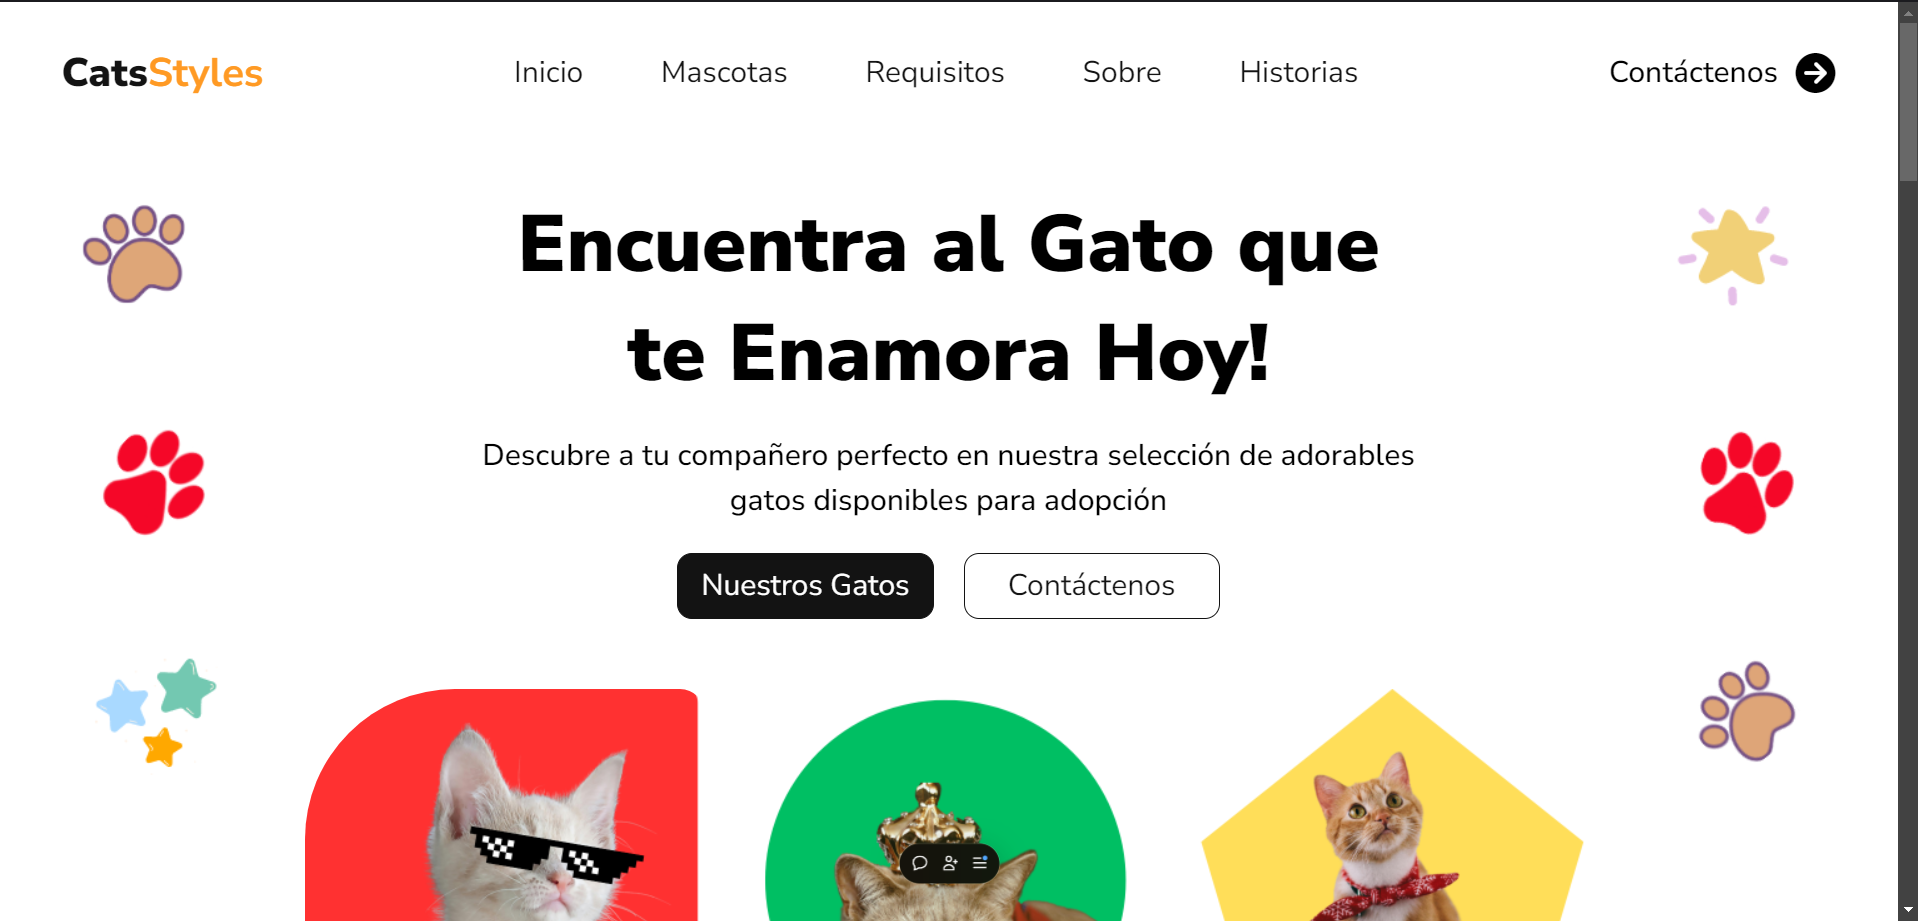 CatsStyles
Inicio
Mascotas
Requisitos
Sobre
Historias
Contáctenos
Encuentra al Gato que
te Enamora Hoy!
Descubre a tu compañero perfecto en nuestra selección de adorables
gatos disponibles para adopción
Nuestros Gatos
Contáctenos